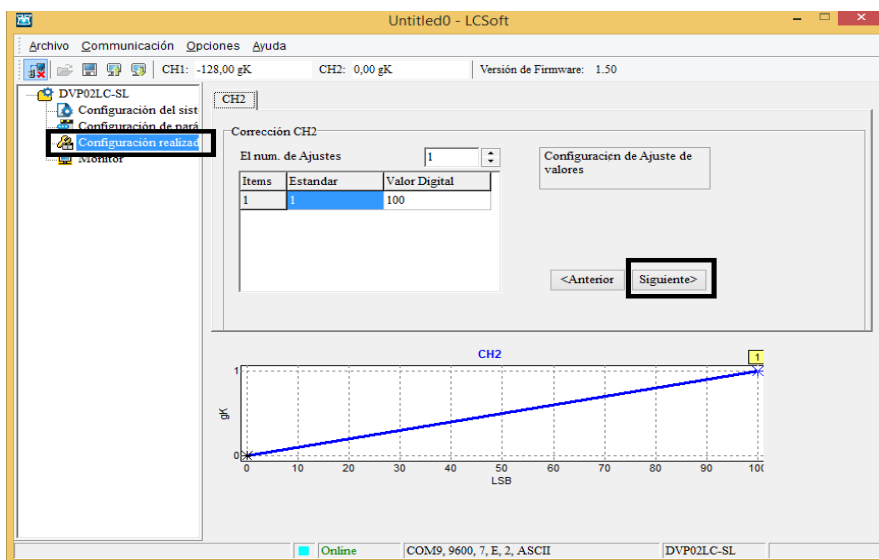 Untitled0 - LCSoft
Archivo Communicación Opciones Ayuda
CH1: -128,00 gK CH2: 0,00 gK Versión de Firmware: 1.50
DVP02LC-SL
Configuración del sist
Configuración de pará
Configuración realizad
Monitor
CH2
Corrección CH2
El num. de Ajustes 1
Configuración de Ajuste de
valores
Items Estandar Valor Digital
1 1 100
<Anterior Siguiente>
CH2
1
1
gK
0
0 10 20 30 40 50 60 70 80 90 100
LSB
Online COM9, 9600, 7, E, 2, ASCII DVP02LC-SL